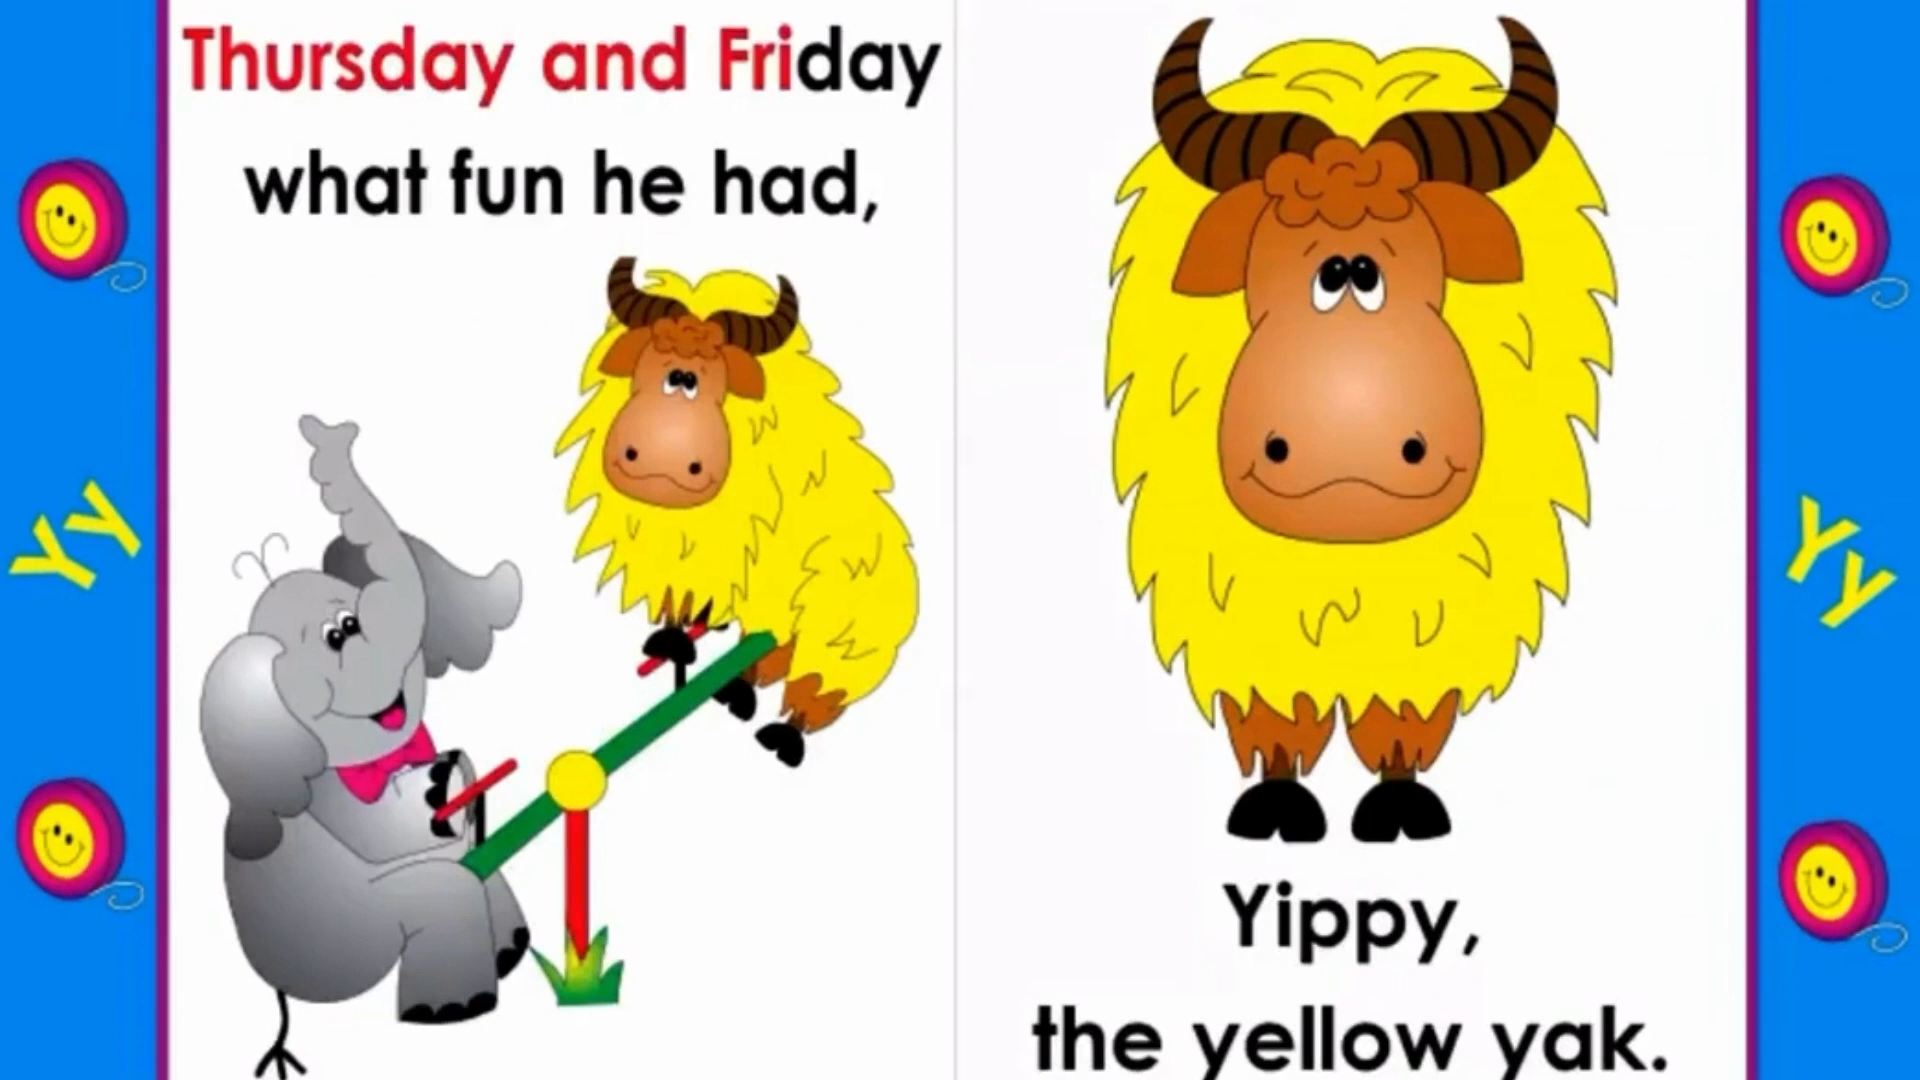 Thursday and Friday
what fun he had,
Yippy,
the yellow yak.
Yy
Yy